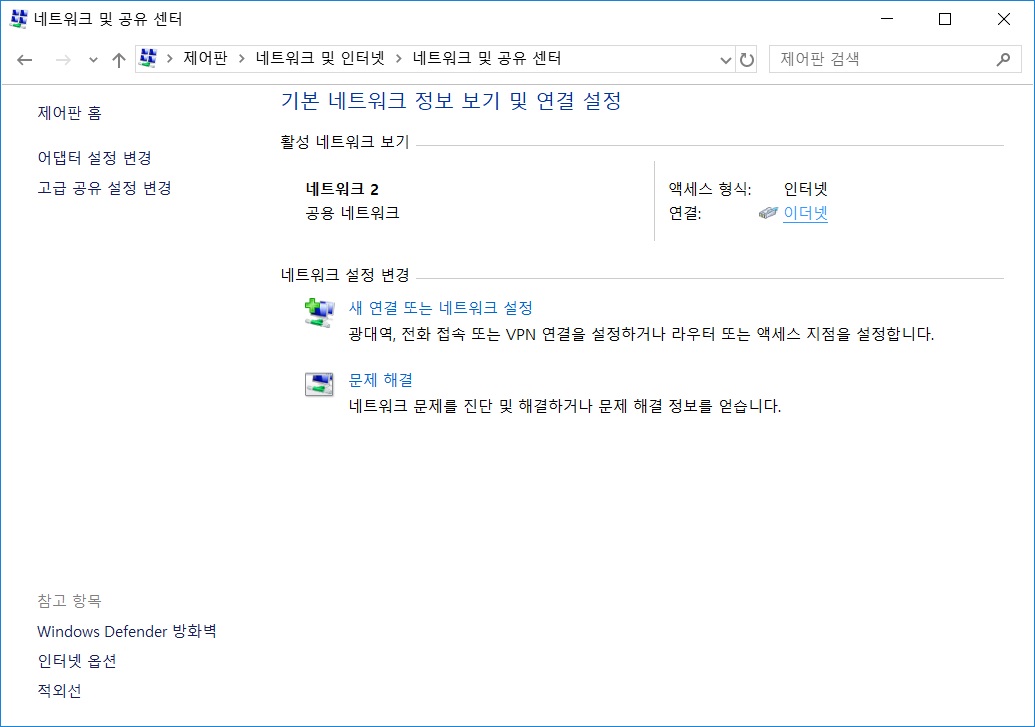 네트워크 및 공유 센터
제어판 > 네트워크 및 인터넷 > 네트워크 및 공유 센터
제어판 검색
제어판 홈
어댑터 설정 변경
고급 공유 설정 변경
기본 네트워크 정보 보기 및 연결 설정
활성 네트워크 보기
네트워크 2
공용 네트워크
액세스 형식: 인터넷
연결: 이더넷
네트워크 설정 변경
새 연결 또는 네트워크 설정
광대역, 전화 접속 또는 VPN 연결을 설정하거나 라우터 또는 액세스 지점을 설정합니다.
문제 해결
네트워크 문제를 진단 및 해결하거나 문제 해결 정보를 얻습니다.
참고 항목
Windows Defender 방화벽
인터넷 옵션
적외선